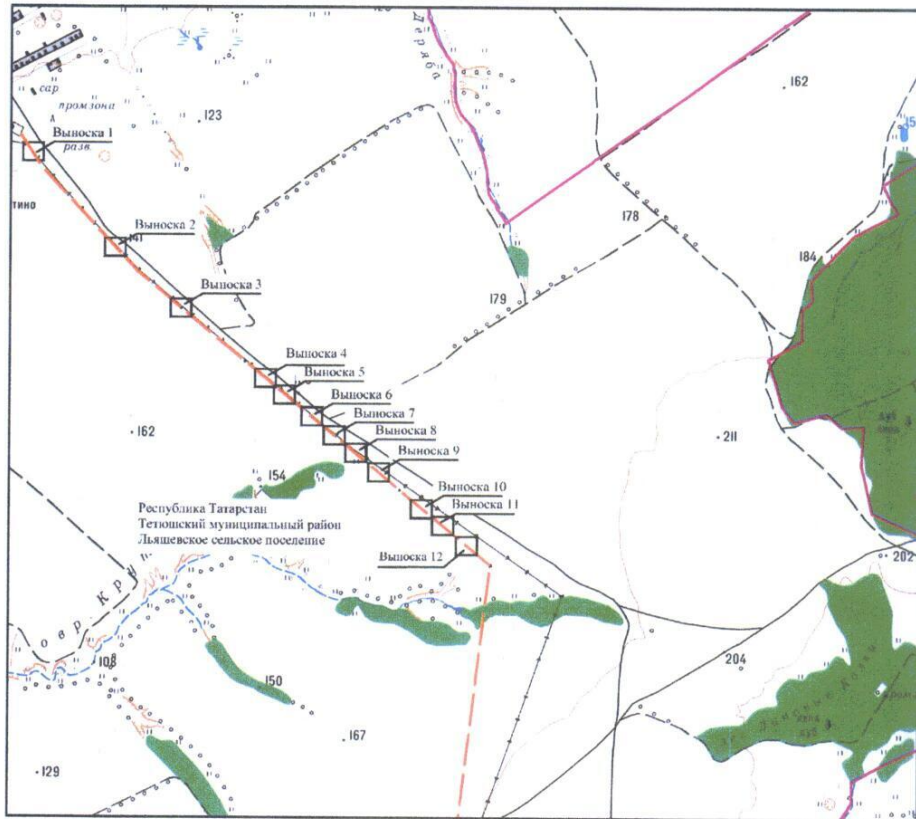 123
162
Деряба
сар
промзона
Выноска 1
разв.
тино
Выноска 2
141
178
184
Выноска 3
179
Выноска 4
Выноска 5
Выноска 6
Выноска 7
Выноска 8
Выноска 9
162
211
154
Выноска 10
Выноска 11
Республика Татарстан
Тетюшский муниципальный район
Льяшевское сельское поселение
Выноска 12
202
108
204
150
167
129